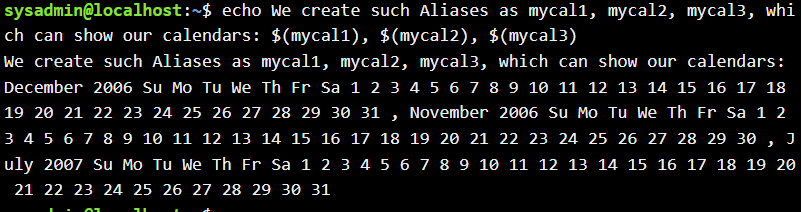 sysadmin@localhost:~$ echo We create such Aliases as mycal1, mycal2, mycal3, whi
ch can show our calendars: $(mycal1), $(mycal2), $(mycal3)
We create such Aliases as mycal1, mycal2, mycal3, which can show our calendars:
December 2006 Su Mo Tu We Th Fr Sa 1 2 3 4 5 6 7 8 9 10 11 12 13 14 15 16 17 18
19 20 21 22 23 24 25 26 27 28 29 30 31 , November 2006 Su Mo Tu We Th Fr Sa 1 2
3 4 5 6 7 8 9 10 11 12 13 14 15 16 17 18 19 20 21 22 23 24 25 26 27 28 29 30 , J
uly 2007 Su Mo Tu We Th Fr Sa 1 2 3 4 5 6 7 8 9 10 11 12 13 14 15 16 17 18 19 20
 21 22 23 24 25 26 27 28 29 30 31